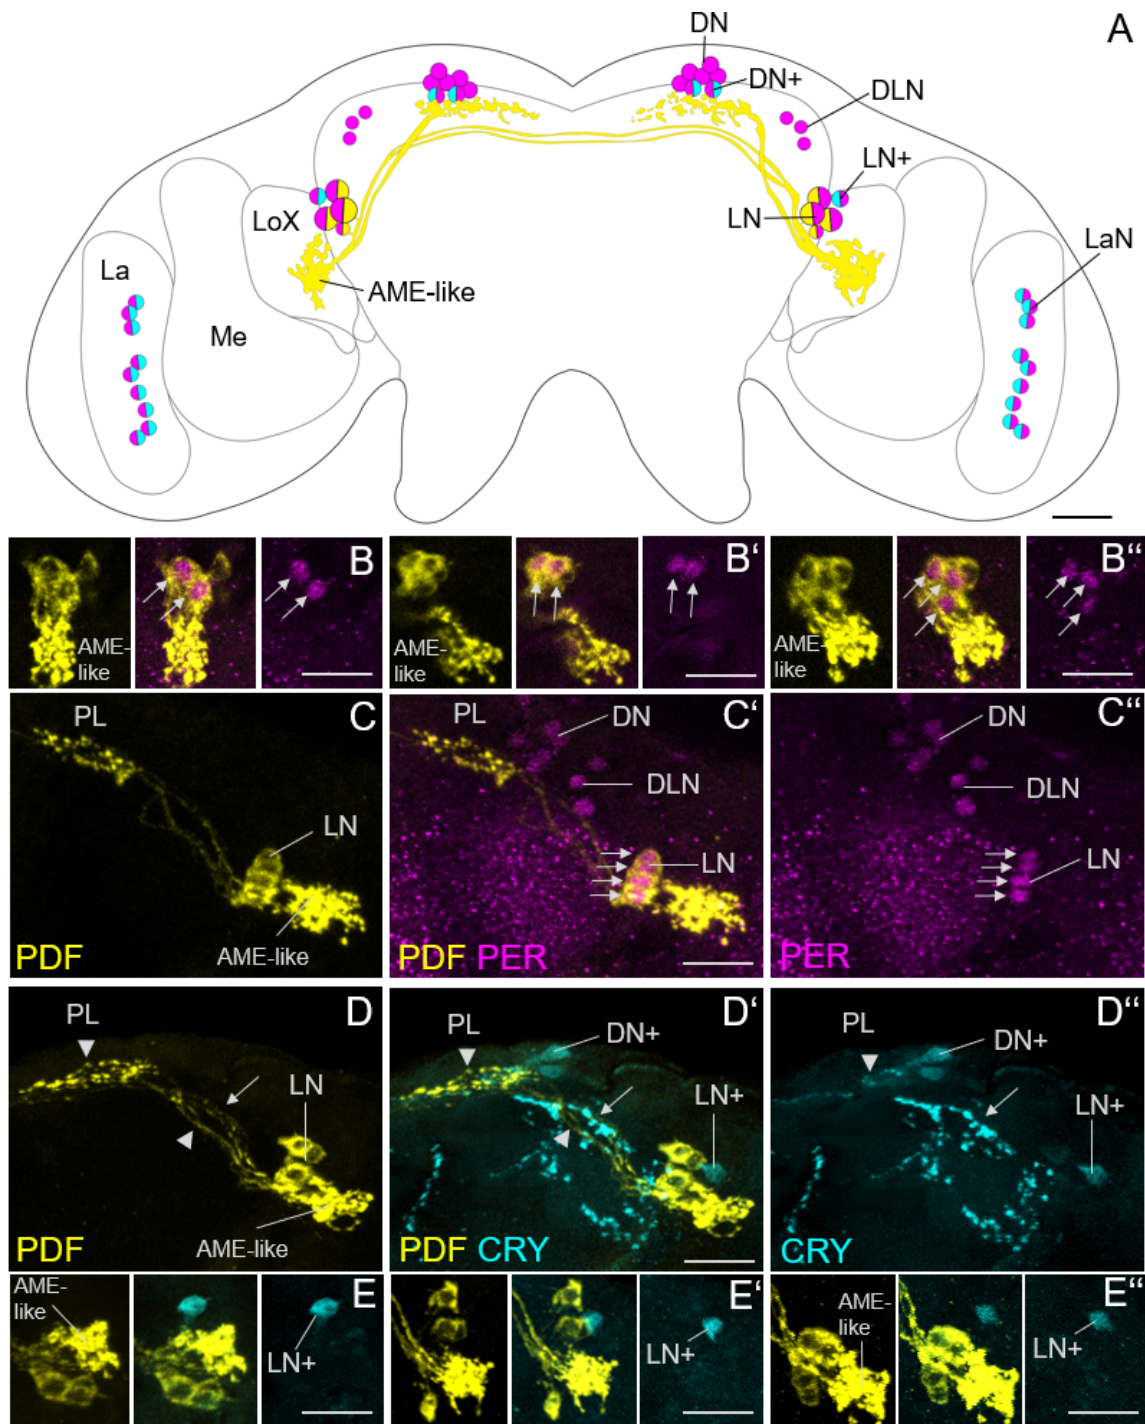 A
DN
DN+
DLN
LN+
LN
LoX
LaN
La
AME-like
Me
B
AME-
like
B'
AME-
like
B"
AME-
like
C
PL
LN
AME-like
PDF
C'
PL
DN
DLN
LN
PDF PER
C"
DN
DLN
LN
PER
D
PL
LN
AME-like
PDF
D'
PL
DN+
LN+
PDF CRY
D"
PL
DN+
LN+
CRY
E
AME-
like
LN+
E'
LN+
E"
AME-
like
LN+